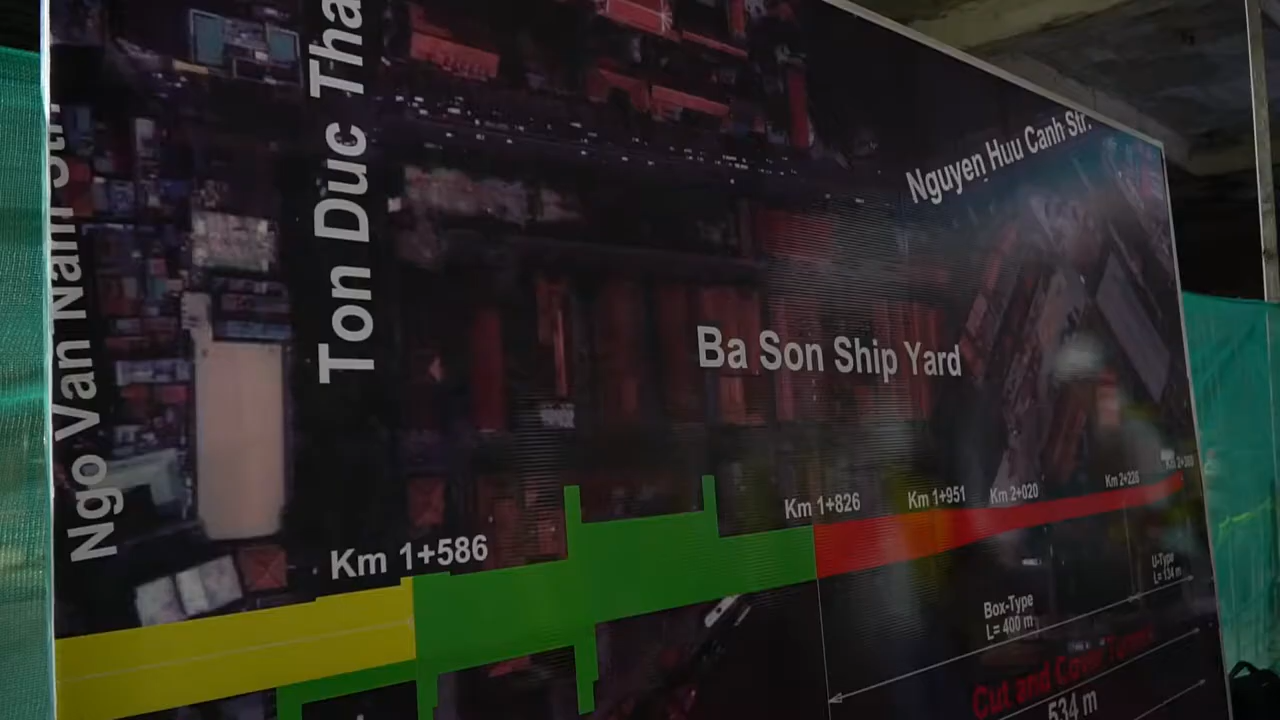 Ngo Van Nam Str.
Ton Duc Tha
Nguyen Huu Canh Str.
Ba Son Ship Yard
Km 1+586
Km 1+826
Km 1+951
Km 2+020
Km 2+226
Box-Type
L= 400 m
U-Type
L= 134 m
Cut and Cover Tunnel
534 m